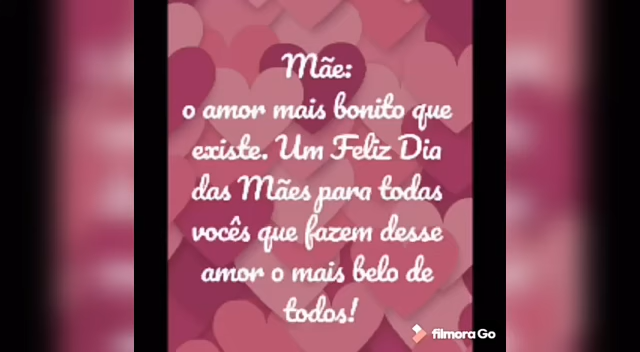 Mãe:
o amor mais bonito que
existe. Um Feliz Dia
das Mães para todas
vocês que fazem desse
amor o mais belo de
todos!
filmora Go